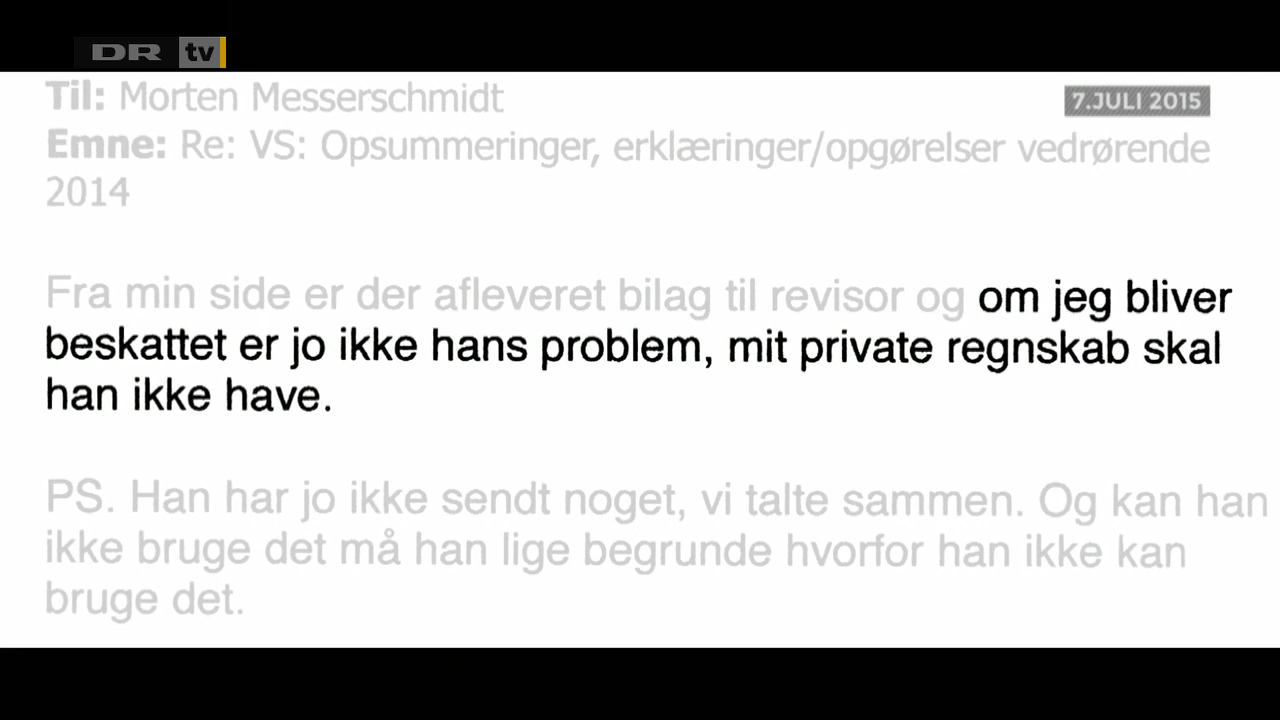 DR tv
Til: Morten Messerschmidt
7.JULI 2015
Emne: Re: VS: Opsummeringer, erklæringer/opgørelser vedrørende
2014
Fra min side er der afleveret bilag til revisor og om jeg bliver
beskattet er jo ikke hans problem, mit private regnskab skal
han ikke have.
PS. Han har jo ikke sendt noget, vi talte sammen. Og kan han
ikke bruge det må han lige begrunde hvorfor han ikke kan
bruge det.